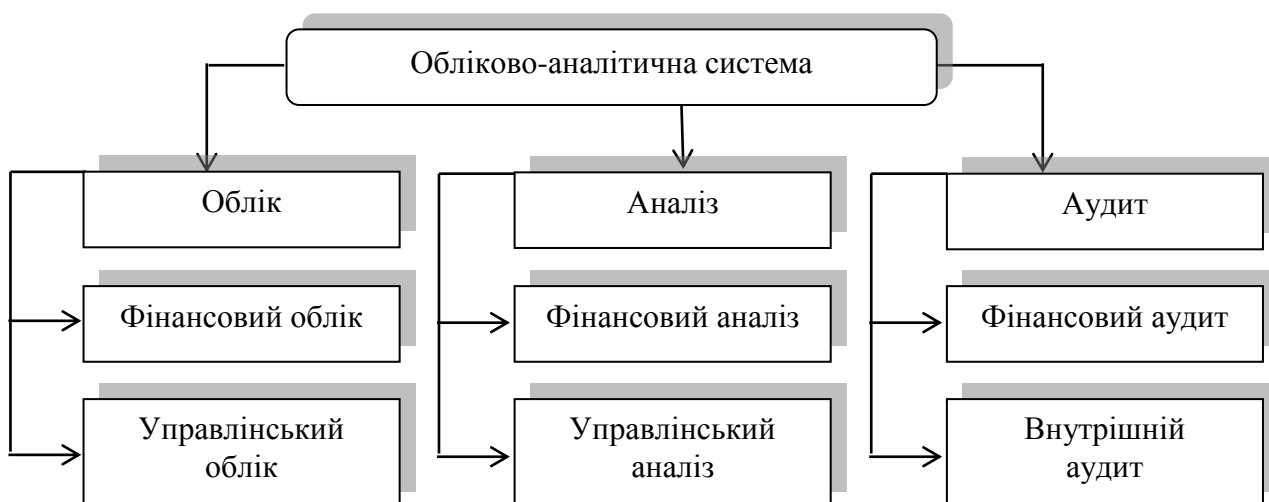 Обліково-аналітична система
Облік
Аналіз
Аудит
Фінансовий облік
Фінансовий аналіз
Фінансовий аудит
Управлінський
облік
Управлінський
аналіз
Внутрішній
аудит